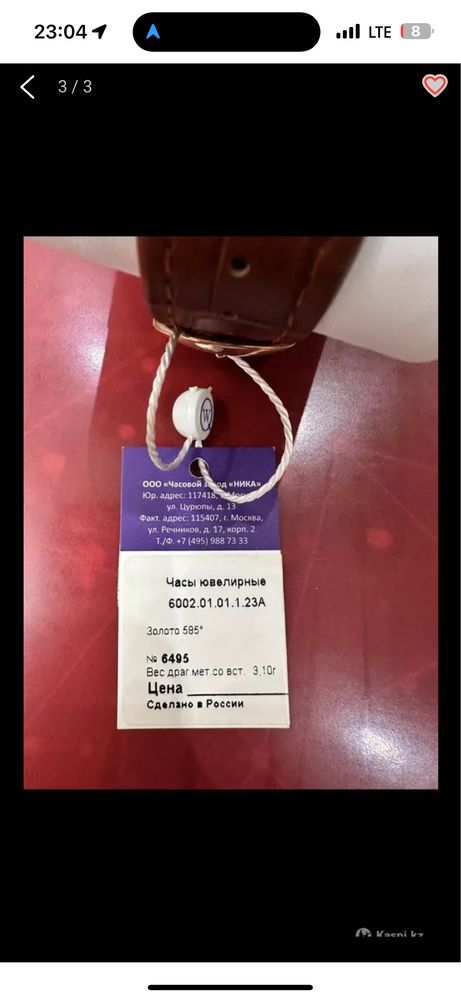 23:04
LTE
8
3 / 3
W
ООО «Часовой завод «НИКА»
Юр. адрес: 117418, г. Москва,
ул. Цурюпы, д. 13
Факт. адрес: 115407, г. Москва,
ул. Речников, д. 17, корп. 2
Т./Ф. +7 (495) 988 73 33
Часы ювелирные
6002.01.01.1.23А
Золото 585°
№ 6495
Вес драг.мет.со вст. 3,10г
Цена
Сделано в России
Kaspi.kz